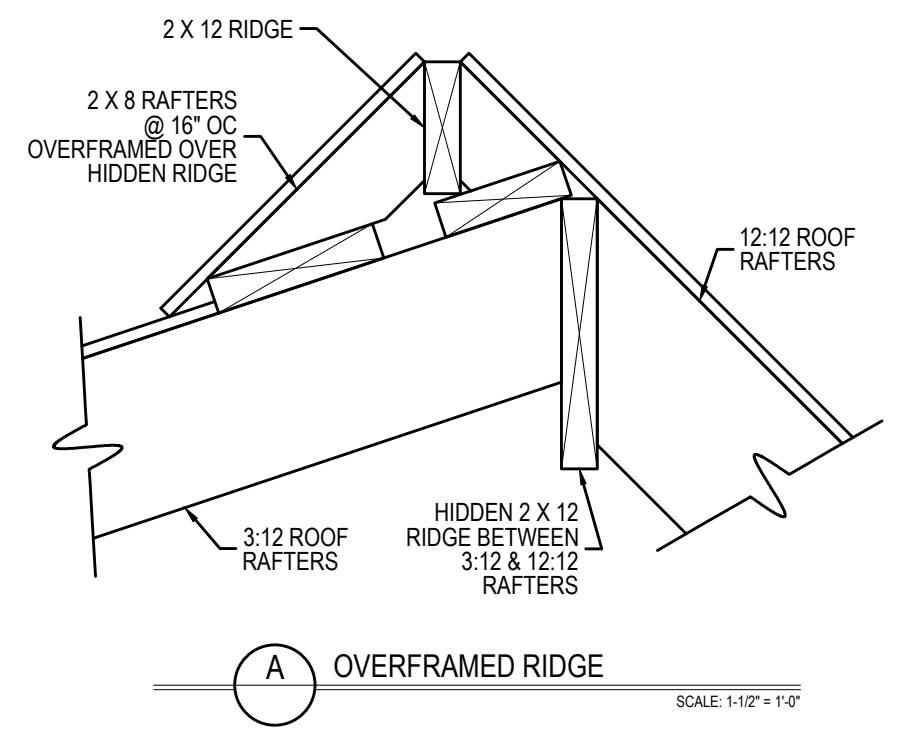 2 X 12 RIDGE
2 X 8 RAFTERS
@ 16" OC
OVERFRAMED OVER
HIDDEN RIDGE
12:12 ROOF
RAFTERS
3:12 ROOF
RAFTERS
HIDDEN 2 X 12
RIDGE BETWEEN
3:12 & 12:12
RAFTERS
A
OVERFRAMED RIDGE
SCALE: 1-1/2" = 1'-0"